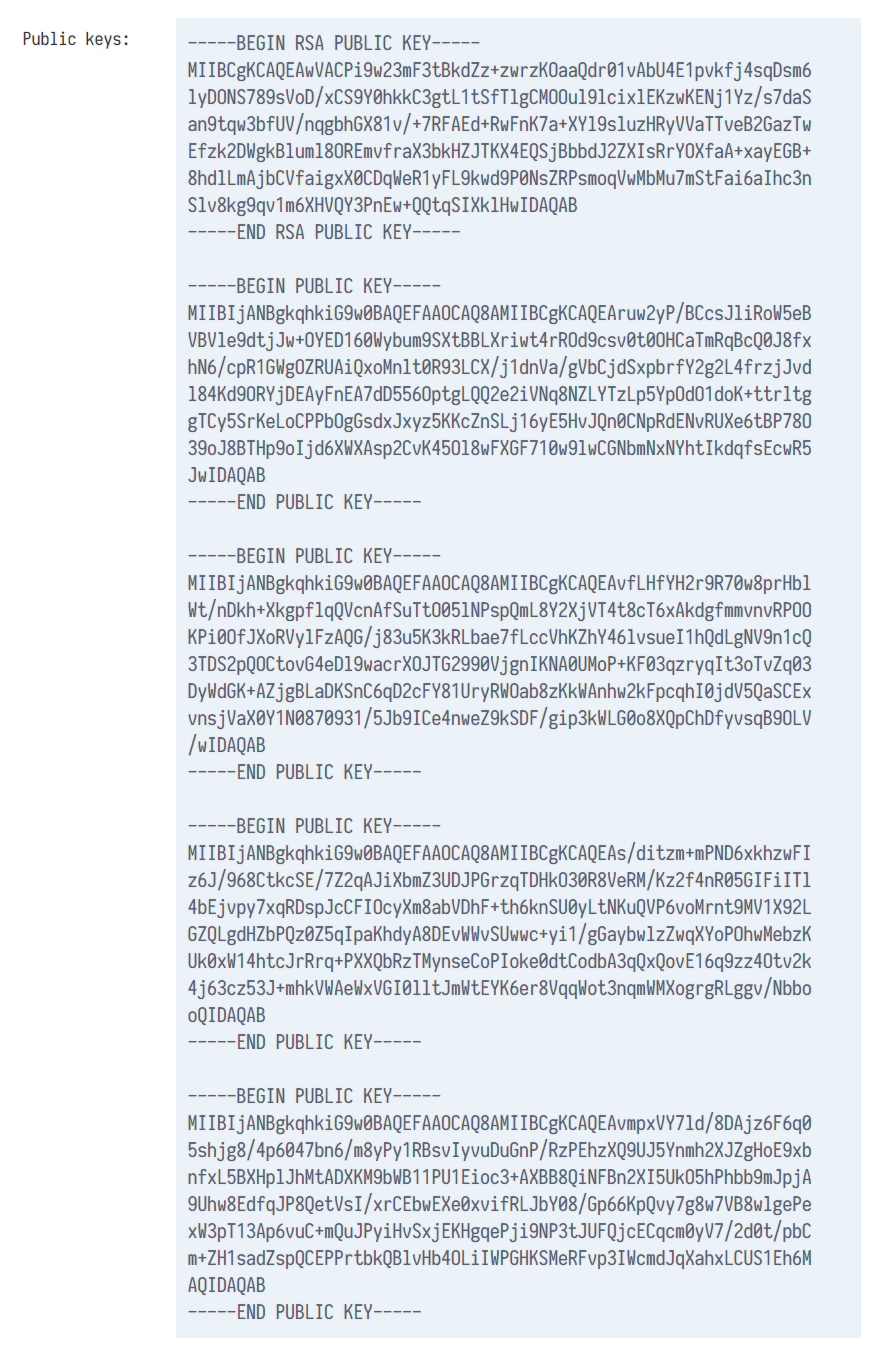 Public keys:
-----BEGIN RSA PUBLIC KEY-----
MIIBCgKCAQEAwVACPi9w23mF3tBkdZz+zwrzKOaaQdr01vAbU4E1pvkfj4sqDsm6
lyDONS789sVoD/xCS9Y0hkkC3gtL1tSfTlgCMOOul9lcixlEKzwKENj1Yz/s7daS
an9tqw3bfUV/nqgbhGX81v/+7RFAEd+RwFnK7a+XYl9sluzHRyVVaTTveB2GazTw
Efzk2DWgkBluml8OREmvfraX3bkHZJTKX4EQSjBbbdJ2ZXIsRrYOXfaA+xayEGB+
8hdlLmAjbCVfaigxX0CDqWeR1yFL9kwd9P0NsZRPsmoqVwMbMu7mStFai6aIhc3n
Slv8kg9qv1m6XHVQY3PnEw+QQtqSIXklHwIDAQAB
-----END RSA PUBLIC KEY-----

-----BEGIN PUBLIC KEY-----
MIIBIjANBgkqhkiG9w0BAQEFAAOCAQ8AMIIBCgKCAQEAruw2yP/BCcsJliRoW5eB
VBVle9dtjJw+OYED160Wybum9SXtBBLXriwt4rROd9csv0t0OHCaTmRqBcQ0J8fx
hN6/cpR1GWgOZRUAiQxoMnlt0R93LCX/j1dnVa/gVbCjdSxpbrfY2g2L4frzjJvd
l84Kd9ORYjDEAyFnEA7dD556OptgLQQ2e2iVNq8NZLYTzLp5YpOdO1doK+ttrltg
gTCy5SrKeLoCPPbOgGsdxJxyz5KKcZnSLj16yE5HvJQn0CNpRdENvRUXe6tBP78O
39oJ8BTHp9oIjd6XWXAsp2CvK45Ol8wFXGF710w9lwCGNbmNxNYhtIkdqfsEcwR5
JwIDAQAB
-----END PUBLIC KEY-----

-----BEGIN PUBLIC KEY-----
MIIBIjANBgkqhkiG9w0BAQEFAAOCAQ8AMIIBCgKCAQEAvfLHfYH2r9R70w8prHbl
Wt/nDkh+XkgpflqQVcnAfSuTtO05lNPspQmL8Y2XjVT4t8cT6xAkdgfmmvnvRPOO
KPi0OfJXoRVylFzAQG/j83u5K3kRLbae7fLccVhKZhY46lvsueI1hQdLgNV9n1cQ
3TDS2pQOCtovG4eDl9wacrXOJTG2990VjgnIKNA0UMoP+KF03qzryqIt3oTvZq03
DyWdGK+AZjgBLaDKSnC6qD2cFY81UryRWOab8zKkWAnhw2kFpcqhI0jdV5QaSCEx
vnsjVaX0Y1N0870931/5Jb9ICe4nweZ9kSDF/gip3kWLG0o8XQpChDfyvsqB9OLV
/wIDAQAB
-----END PUBLIC KEY-----

-----BEGIN PUBLIC KEY-----
MIIBIjANBgkqhkiG9w0BAQEFAAOCAQ8AMIIBCgKCAQEAs/ditzm+mPND6xkhzwFI
z6J/968CtkcSE/7Z2qAJiXbmZ3UDJPGrzqTDHkO30R8VeRM/Kz2f4nR05GIFiITl
4bEjvpy7xqRDspJcCFIOcyXm8abVDhF+th6knSU0yLtNKuQVP6voMrnt9MV1X92L
GZQLgdHZbPQz0Z5qIpaKhdyA8DEvWWvSUwwc+yi1/gGaybwlzZwqXYoPOhwMebzK
Uk0xW14htcJrRrq+PXXQbRzTMynseCoPIoke0dtCodbA3qQxQovE16q9zz4Otv2k
4j63cz53J+mhkVWAeWxVGI0lltJmWtEYK6er8VqqWot3nqmWMXogrgRLggv/Nbbo
oQIDAQAB
-----END PUBLIC KEY-----

-----BEGIN PUBLIC KEY-----
MIIBIjANBgkqhkiG9w0BAQEFAAOCAQ8AMIIBCgKCAQEAvmpxVY7ld/8DAjz6F6q0
5shjg8/4p6047bn6/m8yPy1RBsvIyvuDuGnP/RzPEhzXQ9UJ5Ynmh2XJZgHoE9xb
nfxL5BXHplJhMtADXKM9bWB11PU1Eioc3+AXBB8QiNFBn2XI5UkO5hPhbb9mJpjA
9Uhw8EdfqJP8QetVsI/xrCEbwEXe0xvifRLJbY08/Gp66KpQvy7g8w7VB8wlgePe
xW3pT13Ap6vuC+mQuJPyiHvSxjEKHgqePji9NP3tJUFQjcECqcm0yV7/2d0t/pbC
m+ZH1sadZspQCEPPrtbkQBlvHb4OLiIWPGHKSMeRFvp3IWcmdJqXahxLCUS1Eh6M
AQIDAQAB
-----END PUBLIC KEY-----